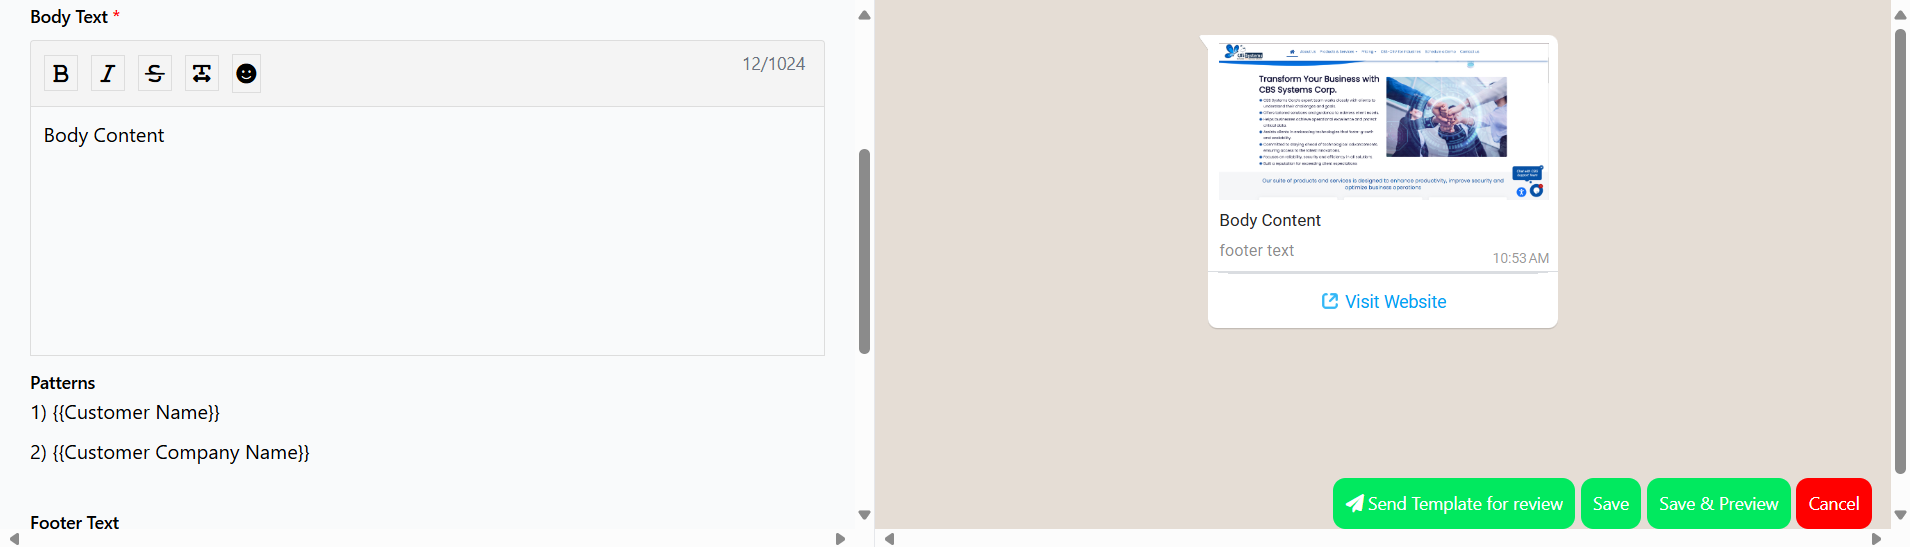 Body Text *
B I S T
12/1024
Body Content
Patterns
1) {{Customer Name}}
2) {{Customer Company Name}}
Footer Text
Transform Your Business with
CBS Systems Corp.
Our suite of products and services is designed to enhance productivity, improve security and
optimize business operations
Body Content
footer text
10:53 AM
Visit Website
Send Template for review
Save
Save & Preview
Cancel